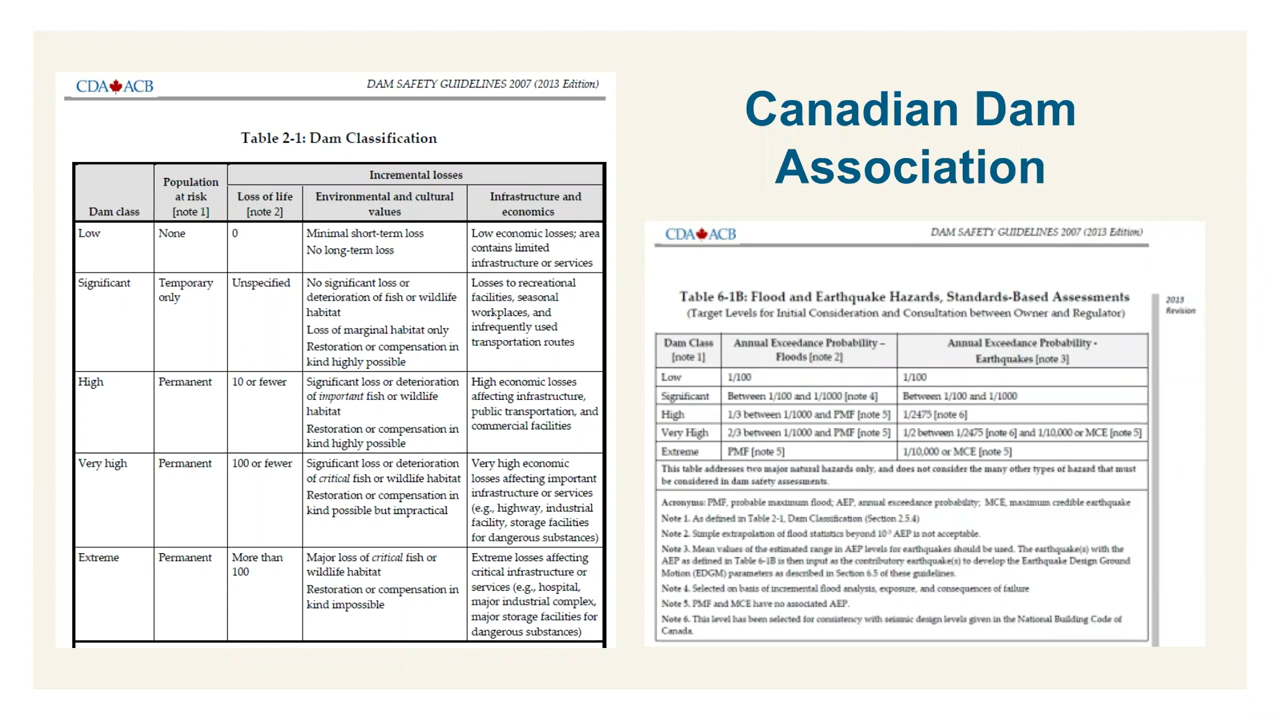 CDA ACB
DAM SAFETY GUIDELINES 2007 (2013 Edition)
Table 2-1: Dam Classification
Dam class
Population
at risk
[note 1]
Incremental losses
Loss of life
[note 2]
Environmental and cultural
values
Infrastructure and
economics
Low
None
0
Minimal short-term loss
No long-term loss
Low economic losses; area
contains limited
infrastructure or services
Significant
Temporary
only
Unspecified
No significant loss or
deterioration of fish or wildlife
habitat
Loss of marginal habitat only
Restoration or compensation in
kind highly possible
Losses to recreational
facilities, seasonal
workplaces, and
infrequently used
transportation routes
High
Permanent
10 or fewer
Significant loss or deterioration
of important fish or wildlife
habitat
Restoration or compensation in
kind highly possible
High economic losses
affecting infrastructure,
public transportation, and
commercial facilities
Very high
Permanent
100 or fewer
Significant loss or deterioration
of critical fish or wildlife habitat
Restoration or compensation in
kind possible but impractical
Very high economic
losses affecting important
infrastructure or services
(e.g., highway, industrial
facility, storage facilities
for dangerous substances)
Extreme
Permanent
More than
100
Major loss of critical fish or
wildlife habitat
Restoration or compensation in
kind impossible
Extreme losses affecting
critical infrastructure or
services (e.g., hospital,
major industrial complex,
major storage facilities for
dangerous substances)
Canadian Dam
Association
CDA ACB
DAM SAFETY GUIDELINES 2007 (2013 Edition)
Table 6-1B: Flood and Earthquake Hazards, Standards-Based Assessments
(Target Levels for Initial Consideration and Consultation between Owner and Regulator)
2013
Revision
Dam Class
[note 1]
Annual Exceedance Probability –
Floods [note 2]
Annual Exceedance Probability -
Earthquakes [note 3]
Low
1/100
1/100
Significant
Between 1/100 and 1/1000 [note 4]
Between 1/100 and 1/1000
High
1/3 between 1/1000 and PMF [note 5]
1/2475 [note 6]
Very High
2/3 between 1/1000 and PMF [note 5]
1/2 between 1/2475 [note 6] and 1/10,000 or MCE [note 5]
Extreme
PMF [note 5]
1/10,000 or MCE [note 5]
This table addresses two major natural hazards only, and does not consider the many other types of hazard that must
be considered in dam safety assessments.
Acronyms: PMF, probable maximum flood; AEP, annual exceedance probability; MCE, maximum credible earthquake
Note 1. As defined in Table 2-1, Dam Classification (Section 2.5.4)
Note 2. Simple extrapolation of flood statistics beyond 10⁻³ AEP is not acceptable.
Note 3. Mean values of the estimated range in AEP levels for earthquakes should be used. The earthquake(s) with the
AEP as defined in Table 6-1B is then input as the contributory earthquake(s) to develop the Earthquake Design Ground
Motion (EDGM) parameters as described in Section 6.5 of these guidelines.
Note 4. Selected on basis of incremental flood analysis, exposure, and consequences of failure
Note 5. PMF and MCE have no associated AEP.
Note 6. This level has been selected for consistency with seismic design levels given in the National Building Code of
Canada.